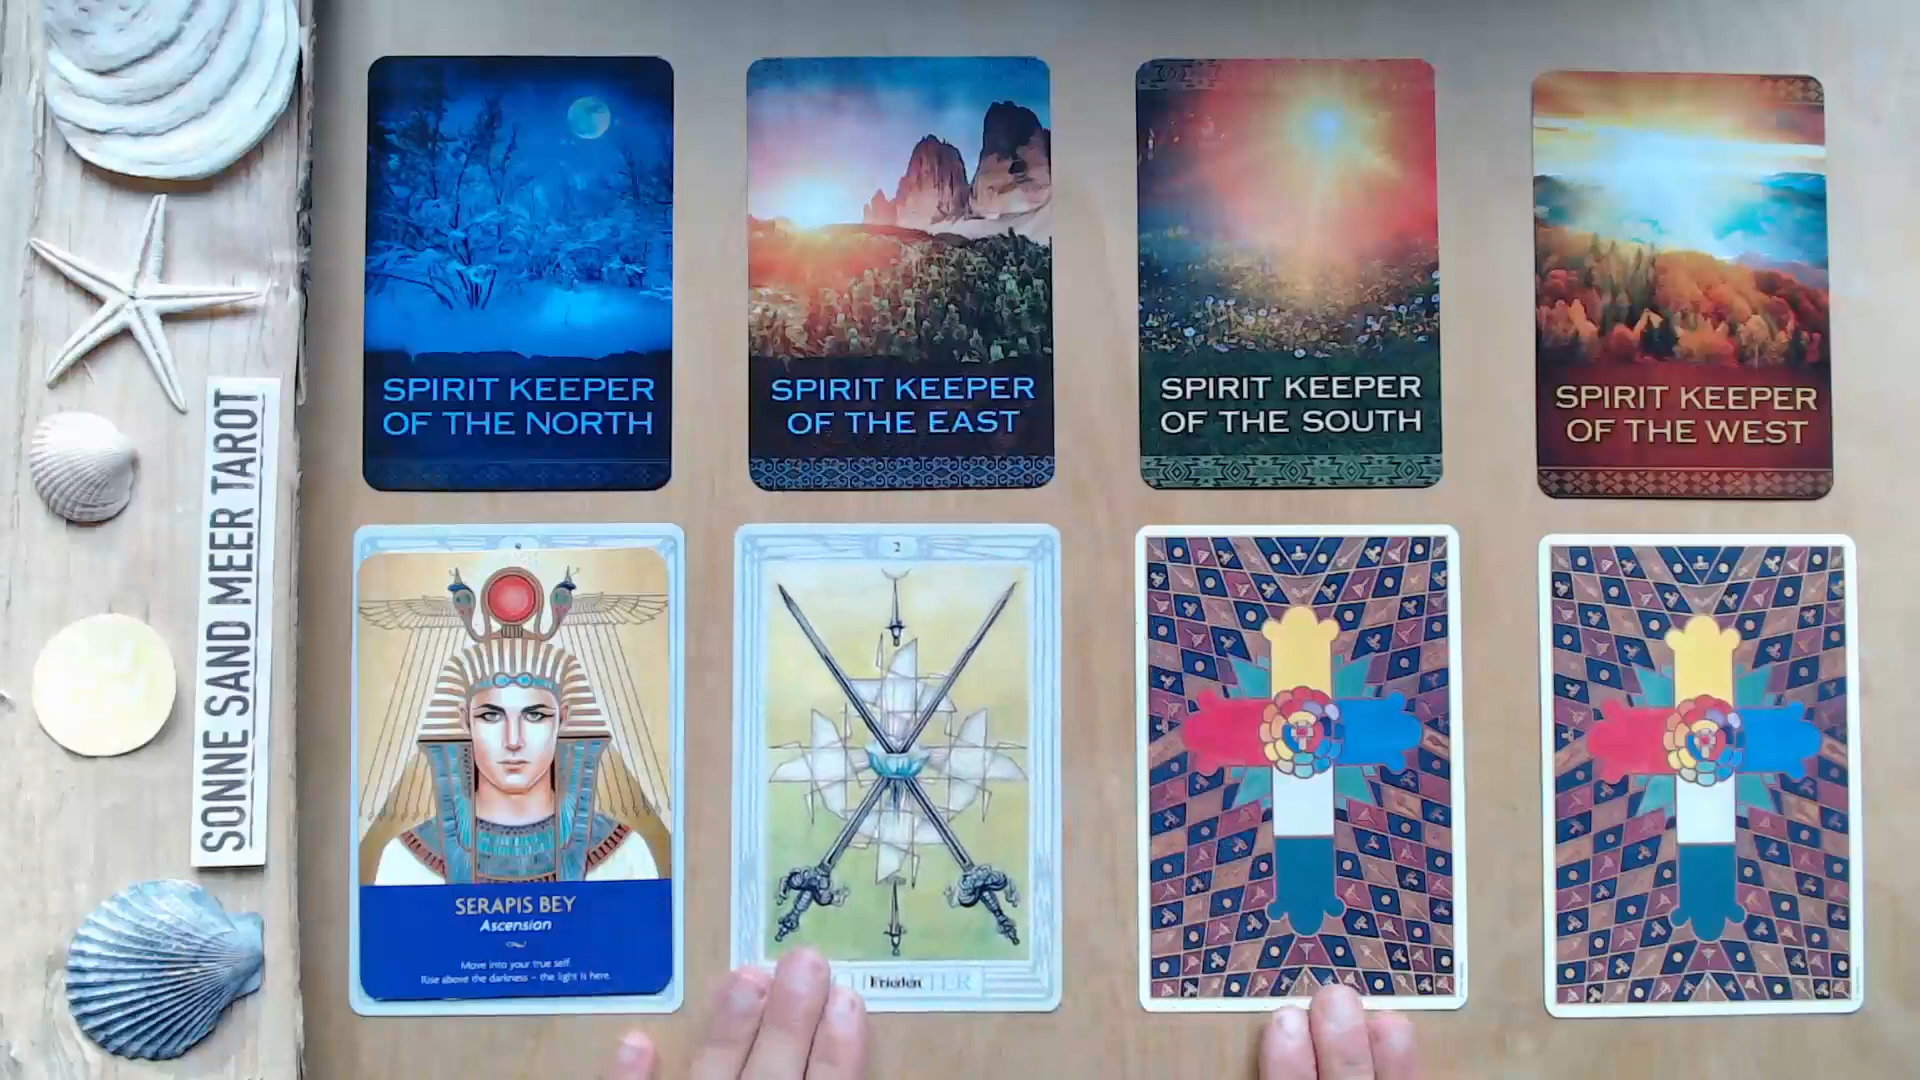 SPIRIT KEEPER
OF THE NORTH
SPIRIT KEEPER
OF THE EAST
SPIRIT KEEPER
OF THE SOUTH
SPIRIT KEEPER
OF THE WEST
SONNE SAND MEER TAROT
SERAPIS BEY
Ascension
Move into your true self.
Rise above the darkness – the light is here.
2
Frieden